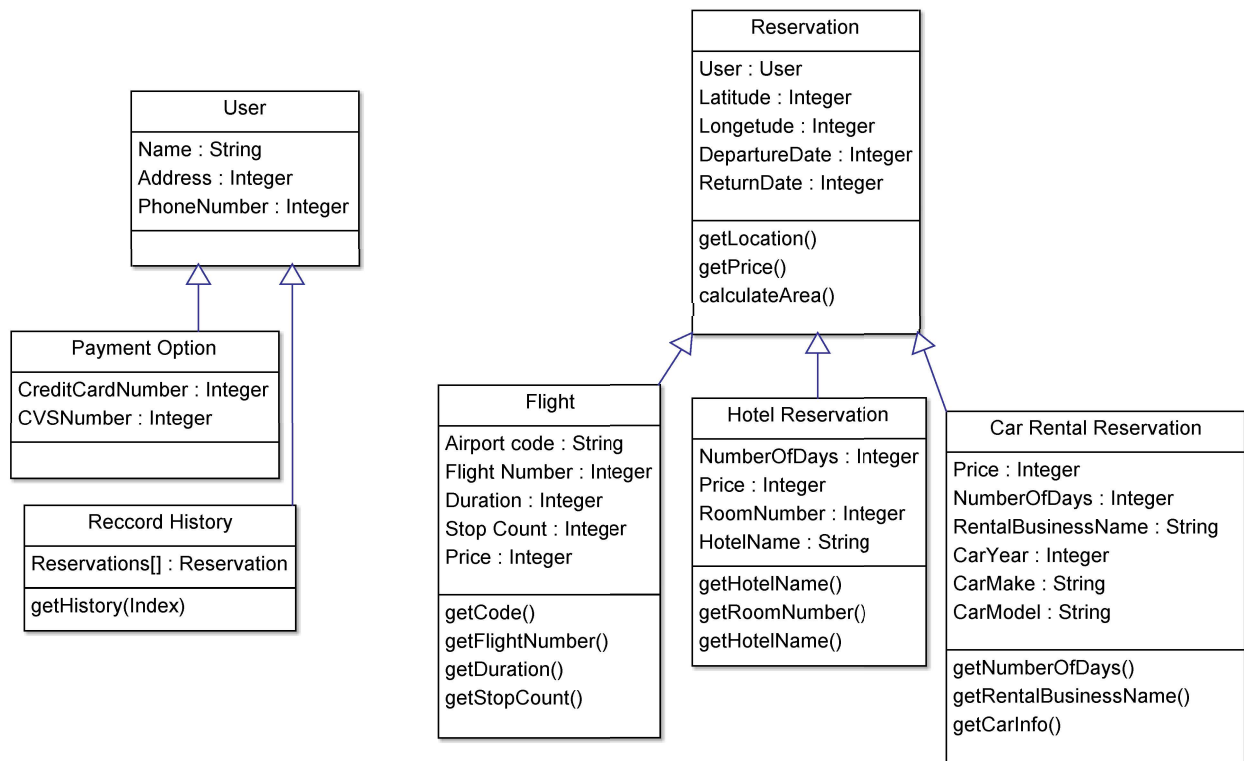 User
Name : String
Address : Integer
PhoneNumber : Integer
Payment Option
CreditCardNumber : Integer
CVSNumber : Integer
Reccord History
Reservations[] : Reservation
getHistory(Index)
Reservation
User : User
Latitude : Integer
Longetude : Integer
DepartureDate : Integer
ReturnDate : Integer
getLocation()
getPrice()
calculateArea()
Flight
Airport code : String
Flight Number : Integer
Duration : Integer
Stop Count : Integer
Price : Integer
getCode()
getFlightNumber()
getDuration()
getStopCount()
Hotel Reservation
NumberOfDays : Integer
Price : Integer
RoomNumber : Integer
HotelName : String
getHotelName()
getRoomNumber()
getHotelName()
Car Rental Reservation
Price : Integer
NumberOfDays : Integer
RentalBusinessName : String
CarYear : Integer
CarMake : String
CarModel : String
getNumberOfDays()
getRentalBusinessName()
getCarInfo()